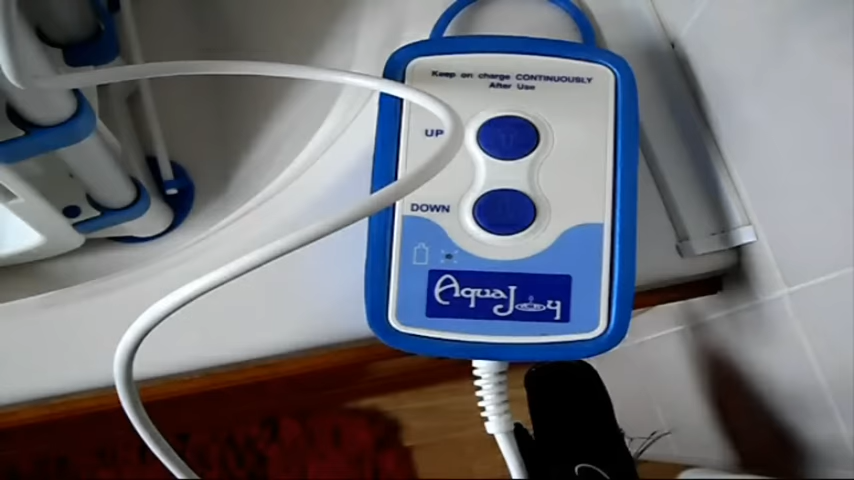 Keep on charge CONTINUOUSLY
After Use
UP
DOWN
AquaJoy